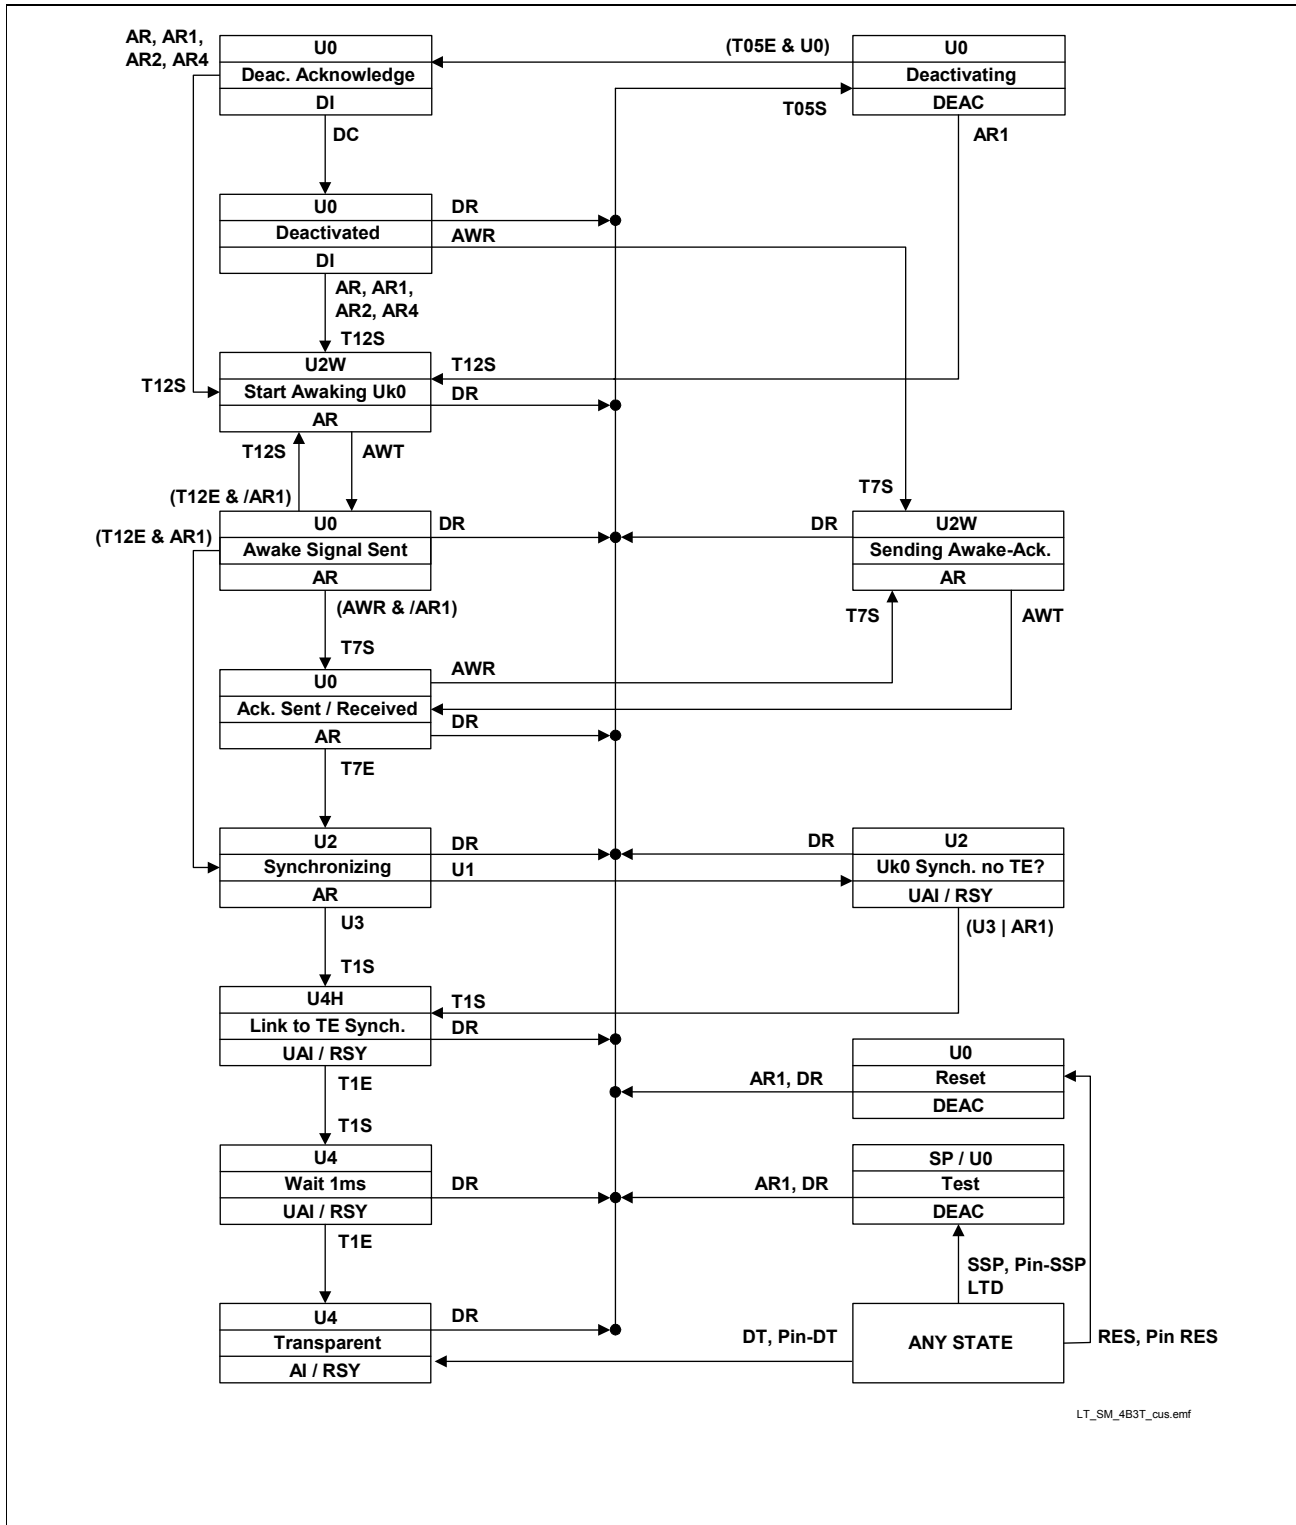 AR, AR1,
AR2, AR4
U0
Deac. Acknowledge
DI
(T05E & U0)
U0
Deactivating
DEAC
T05S
DC
AR1
U0
Deactivated
DI
DR
AWR
AR, AR1,
AR2, AR4
T12S
T12S
U2W
Start Awaking Uk0
AR
T12S
DR
T12S
AWT
(T12E & /AR1)
(T12E & AR1)
U0
Awake Signal Sent
AR
DR
T7S
DR
U2W
Sending Awake-Ack.
AR
(AWR & /AR1)
T7S
T7S
AWT
U0
Ack. Sent / Received
AR
AWR
DR
T7E
U2
Synchronizing
AR
DR
U1
DR
U2
Uk0 Synch. no TE?
UAI / RSY
U3
T1S
(U3 | AR1)
U4H
Link to TE Synch.
UAI / RSY
T1S
DR
T1E
T1S
AR1, DR
U0
Reset
DEAC
U4
Wait 1ms
UAI / RSY
DR
AR1, DR
SP / U0
Test
DEAC
T1E
SSP, Pin-SSP
LTD
U4
Transparent
AI / RSY
DR
DT, Pin-DT
ANY STATE
RES, Pin RES
LT_SM_4B3T_cus.emf